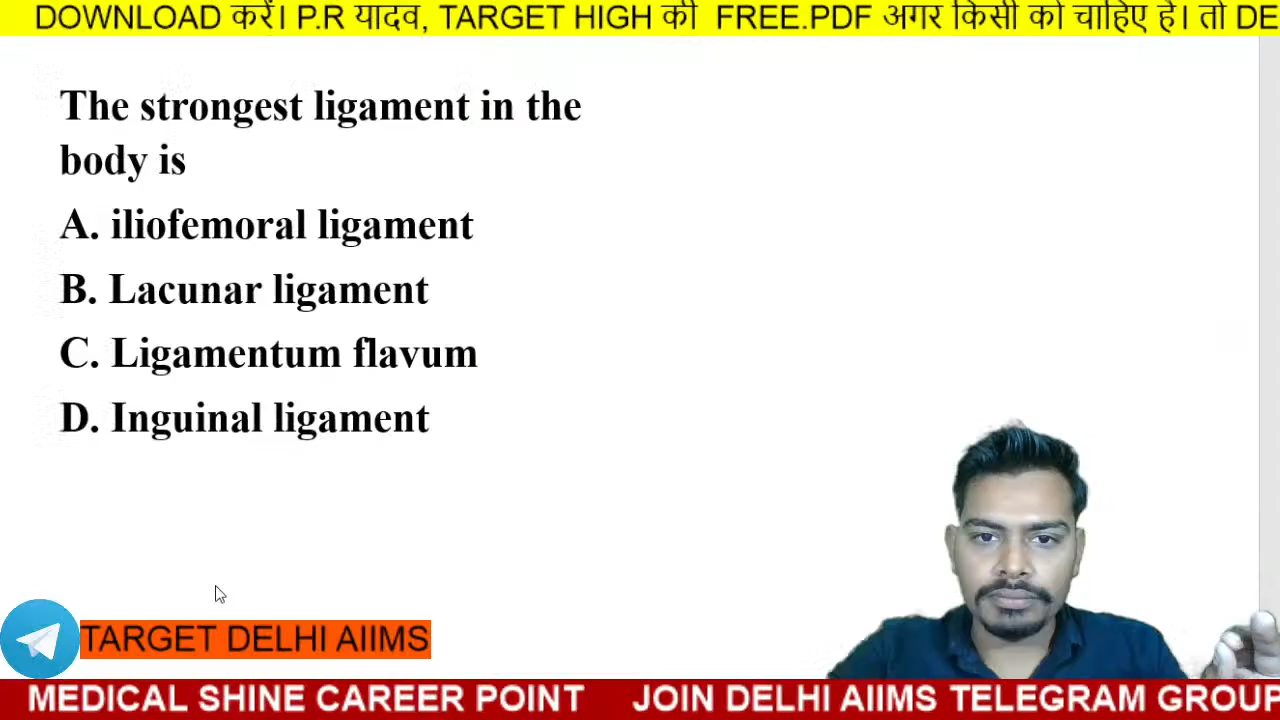 DOWNLOAD करें। P.R यादव, TARGET HIGH की FREE.PDF अगर किसी को चाहिए है। तो DE
The strongest ligament in the
body is
A. iliofemoral ligament
B. Lacunar ligament
C. Ligamentum flavum
D. Inguinal ligament
TARGET DELHI AIIMS
MEDICAL SHINE CAREER POINT JOIN DELHI AIIMS TELEGRAM GROUP